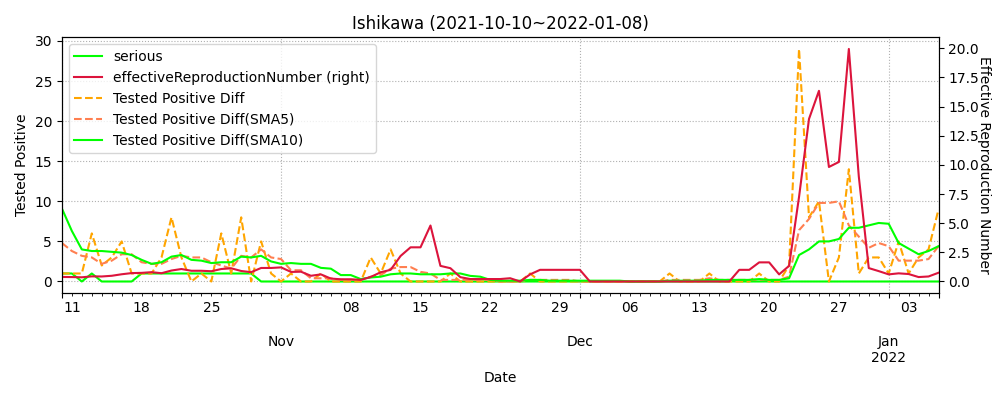 Ishikawa (2021-10-10~2022-01-08)
serious
effectiveReproductionNumber (right)
Tested Positive Diff
Tested Positive Diff(SMA5)
Tested Positive Diff(SMA10)
Tested Positive
30
25
20
15
10
5
0
20.0
17.5
15.0
12.5
10.0
7.5
5.0
2.5
0.0
Effective Reproduction Number
11 18 25 08 15 22 29 06 13 20 27 03
Nov Dec Jan
2022
Date